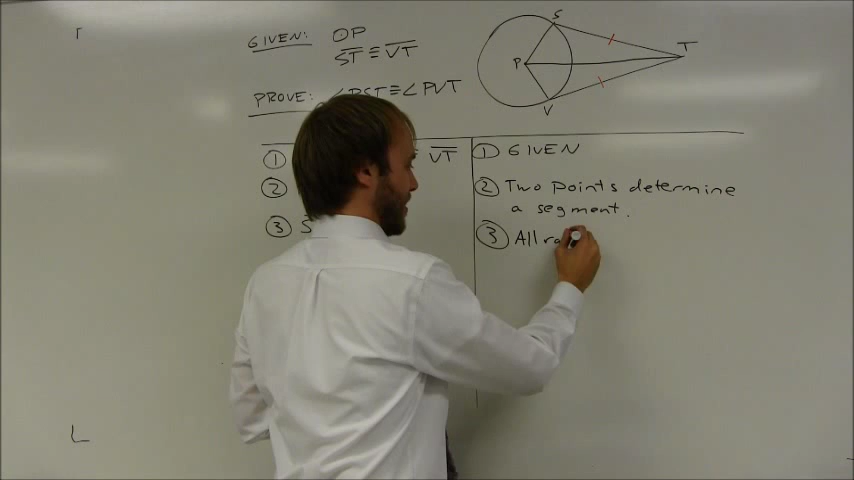 GIVEN: ⊙P
ST ≅ VT
PROVE: ∠PST ≅ ∠PVT
S
T
P
V
① VT
① GIVEN
②
② Two points determine
a segment.
③ S
③ All ra